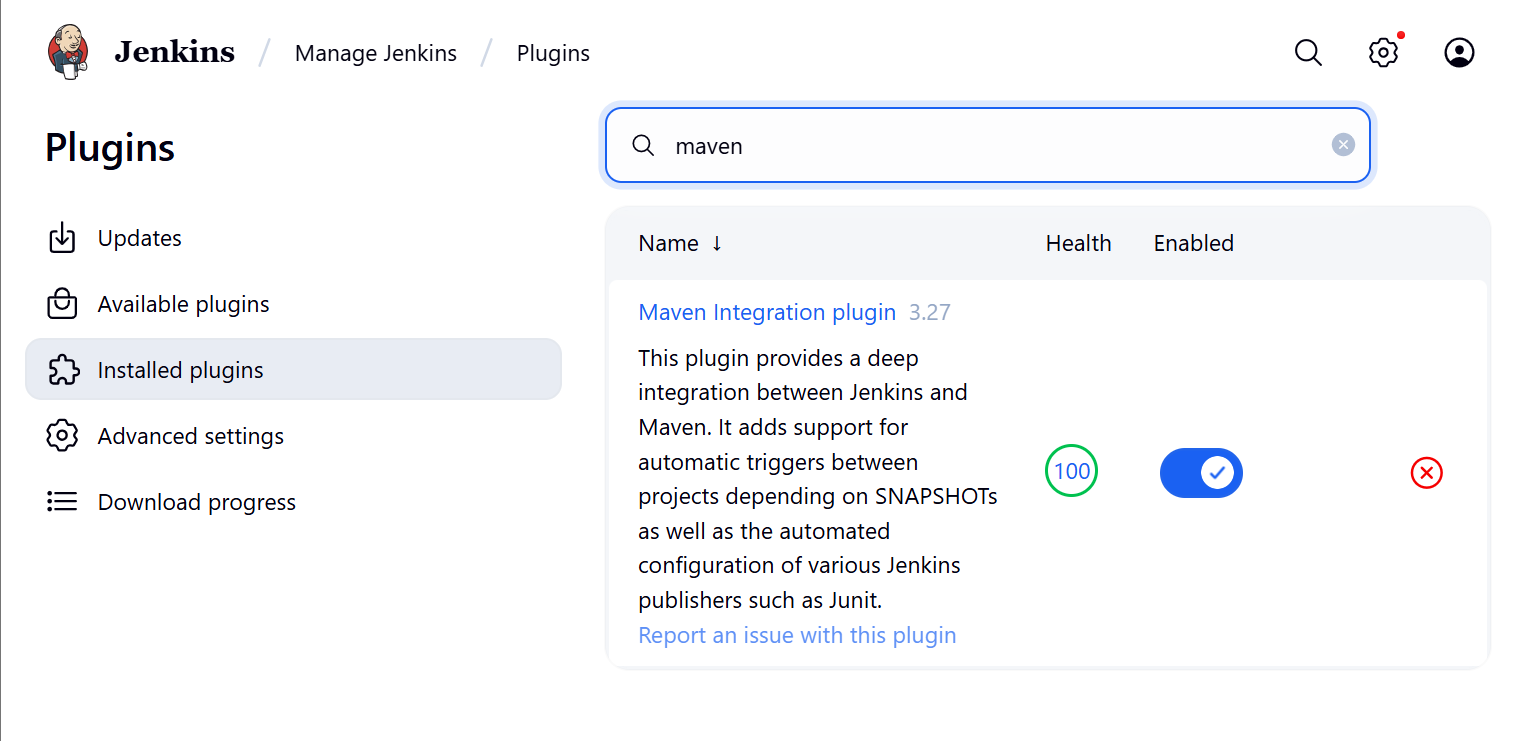 Jenkins / Manage Jenkins / Plugins
Plugins
maven
Updates
Available plugins
Installed plugins
Advanced settings
Download progress
Name ↓ Health Enabled
Maven Integration plugin 3.27
This plugin provides a deep
integration between Jenkins and
Maven. It adds support for
automatic triggers between
projects depending on SNAPSHOTs
as well as the automated
configuration of various Jenkins
publishers such as Junit.
Report an issue with this plugin
100